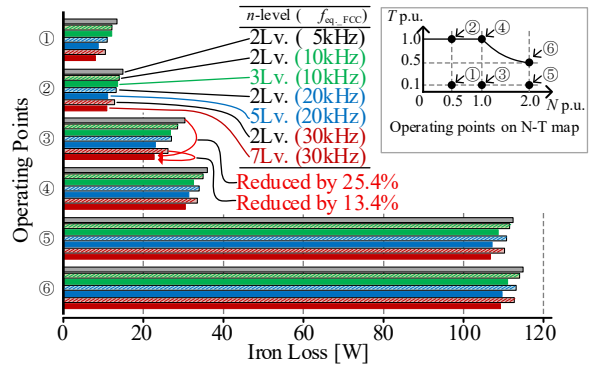 n-level ( f_eq._FCC)
2Lv. ( 5kHz)
2Lv. (10kHz)
3Lv. (10kHz)
2Lv. (20kHz)
5Lv. (20kHz)
2Lv. (30kHz)
7Lv. (30kHz)
Reduced by 25.4%
Reduced by 13.4%
T p.u.
② ④
1.0
⑥
0.5
① ③ ⑤
0.1
0.5 1.0 2.0 N p.u.
Operating points on N-T map
Operating Points
①
②
③
④
⑤
⑥
0 20 40 60 80 100 120
Iron Loss [W]